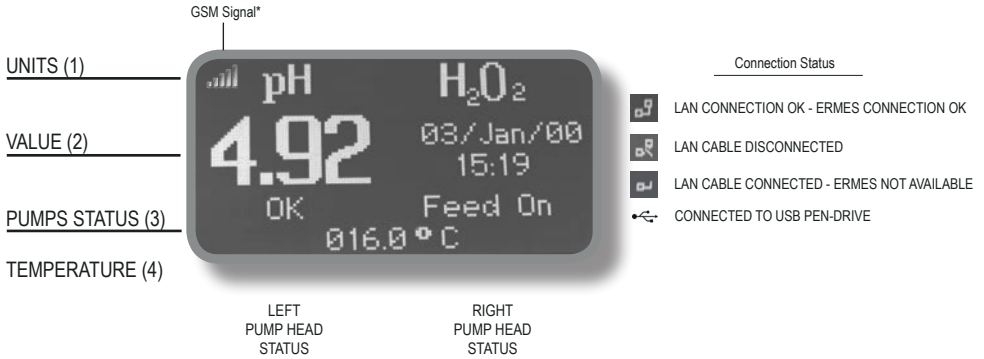 GSM Signal*
UNITS (1)
VALUE (2)
PUMPS STATUS (3)
TEMPERATURE (4)
pH H₂O₂
4.92 03/Jan/00
15:19
OK Feed On
016.0 °C
LEFT
PUMP HEAD
STATUS
RIGHT
PUMP HEAD
STATUS
Connection Status
LAN CONNECTION OK - ERMES CONNECTION OK
LAN CABLE DISCONNECTED
LAN CABLE CONNECTED - ERMES NOT AVAILABLE
CONNECTED TO USB PEN-DRIVE